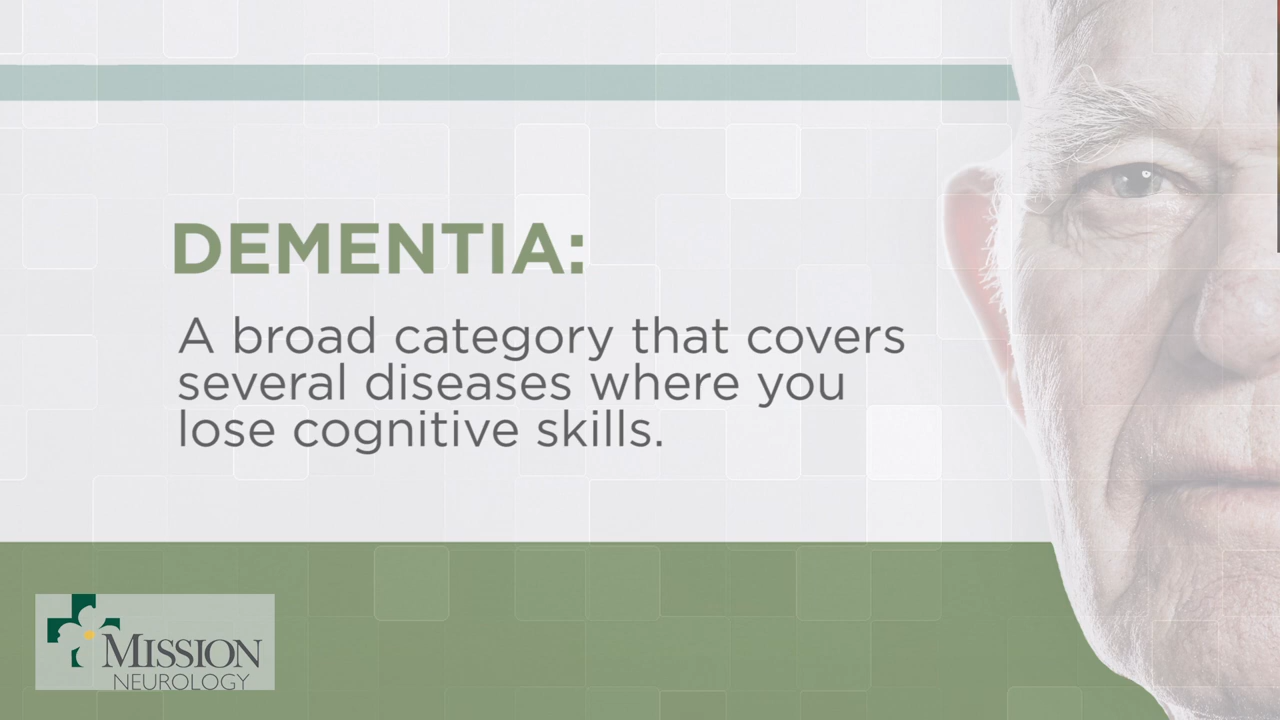 DEMENTIA:
A broad category that covers
several diseases where you
lose cognitive skills.
MISSION
NEUROLOGY